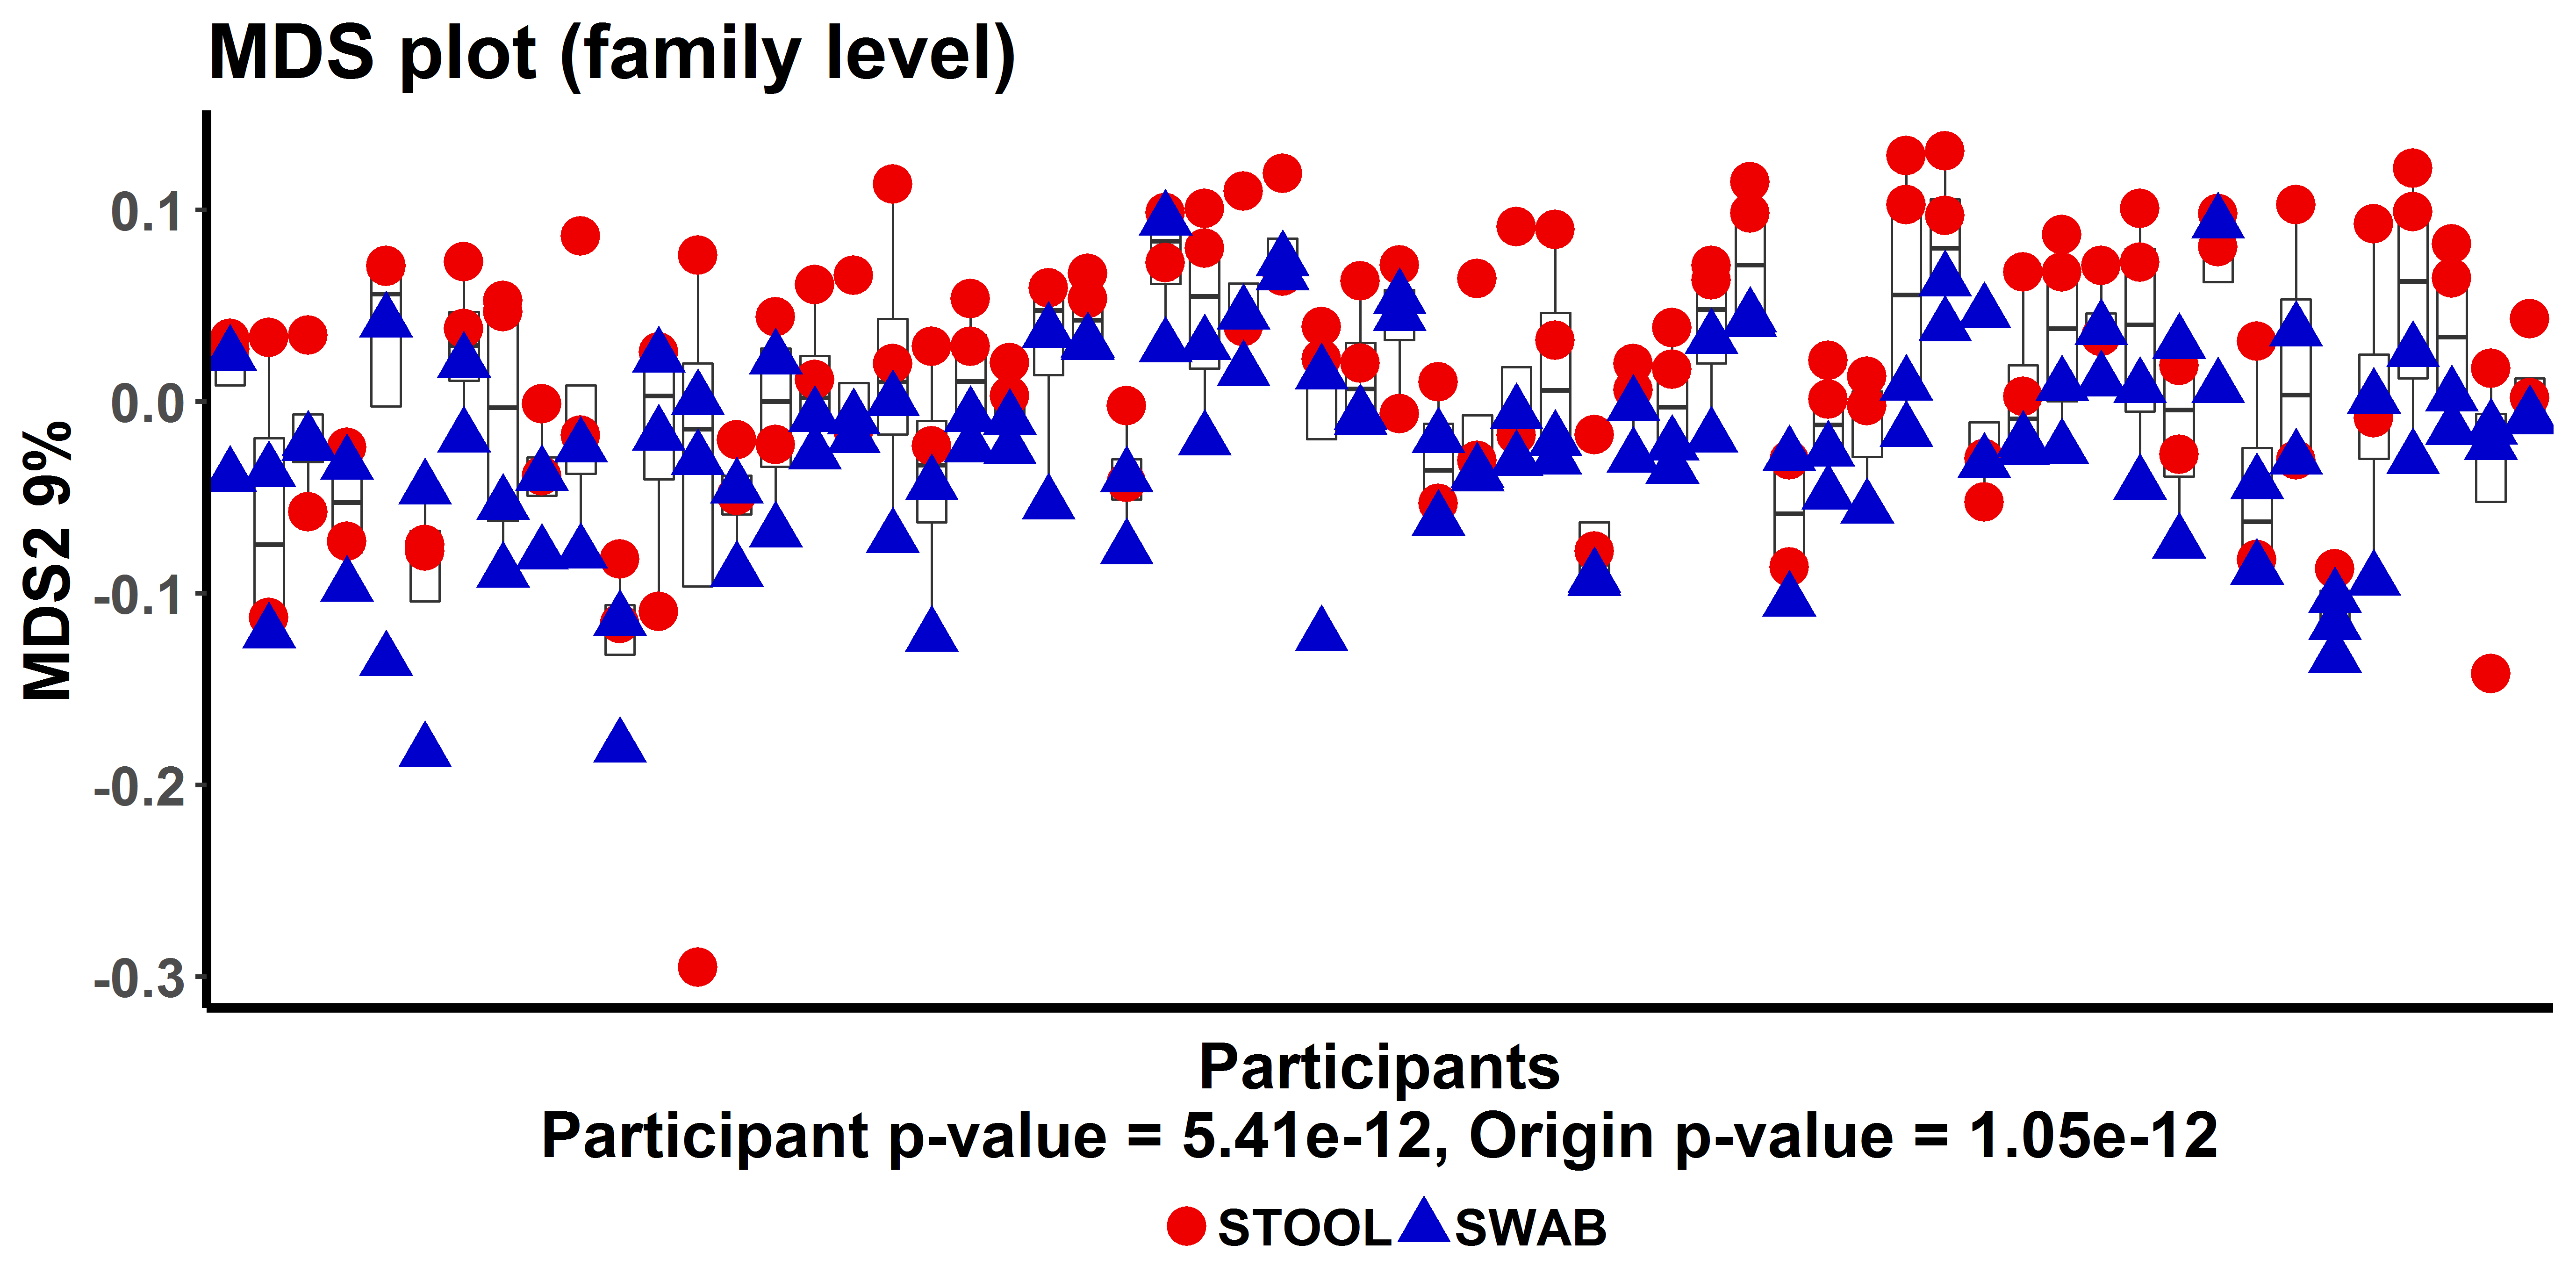 MDS plot (family level)
MDS2 9%
0.1
0.0
-0.1
-0.2
-0.3
Participants
Participant p-value = 5.41e-12, Origin p-value = 1.05e-12
STOOL SWAB